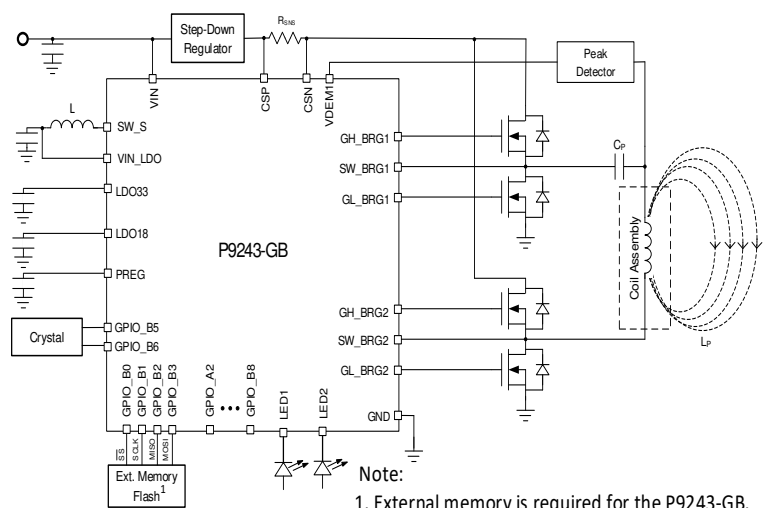 Step-Down
Regulator
RSNS
Peak
Detector
VIN
CSP
CSN
VDEM1
L
SW_S
VIN_LDO
LDO33
LDO18
PREG
Crystal
GPIO_B5
GPIO_B6
P9243-GB
GH_BRG1
SW_BRG1
GL_BRG1
CP
Coil Assembly
LP
GH_BRG2
SW_BRG2
GL_BRG2
GND
GPIO_B0
GPIO_B1
GPIO_B2
GPIO_B3
GPIO_A2
•••
GPIO_B8
LED1
LED2
SS
SCLK
MISO
MOSI
Ext. Memory
Flash1
Note:
1. External memory is required for the P9243-GB.